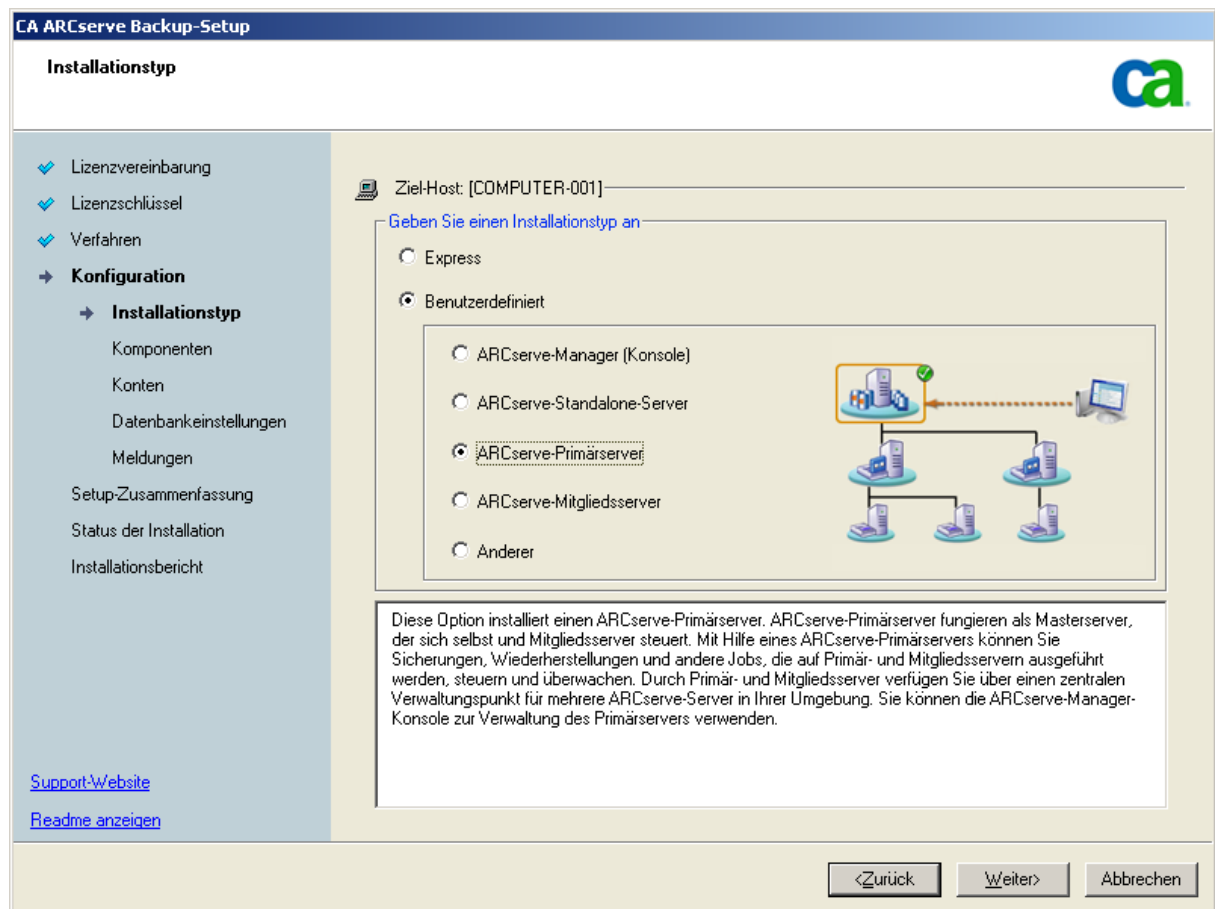 CA ARCserve Backup-Setup
Installationstyp
ca
Lizenzvereinbarung
Lizenzschlüssel
Verfahren
Konfiguration
Installationstyp
Komponenten
Konten
Datenbankeinstellungen
Meldungen
Setup-Zusammenfassung
Status der Installation
Installationsbericht
Support-Website
Readme anzeigen
Ziel-Host: [COMPUTER-001]
Geben Sie einen Installationstyp an
Express
Benutzerdefiniert
ARCserve-Manager (Konsole)
ARCserve-Standalone-Server
ARCserve-Primärserver
ARCserve-Mitgliedsserver
Anderer
Diese Option installiert einen ARCserve-Primärserver. ARCserve-Primärserver fungieren als Masterserver,
der sich selbst und Mitgliedsserver steuert. Mit Hilfe eines ARCserve-Primärservers können Sie
Sicherungen, Wiederherstellungen und andere Jobs, die auf Primär- und Mitgliedsservern ausgeführt
werden, steuern und überwachen. Durch Primär- und Mitgliedsserver verfügen Sie über einen zentralen
Verwaltungspunkt für mehrere ARCserve-Server in Ihrer Umgebung. Sie können die ARCserve-Manager-
Konsole zur Verwaltung des Primärservers verwenden.
<Zurück
Weiter>
Abbrechen